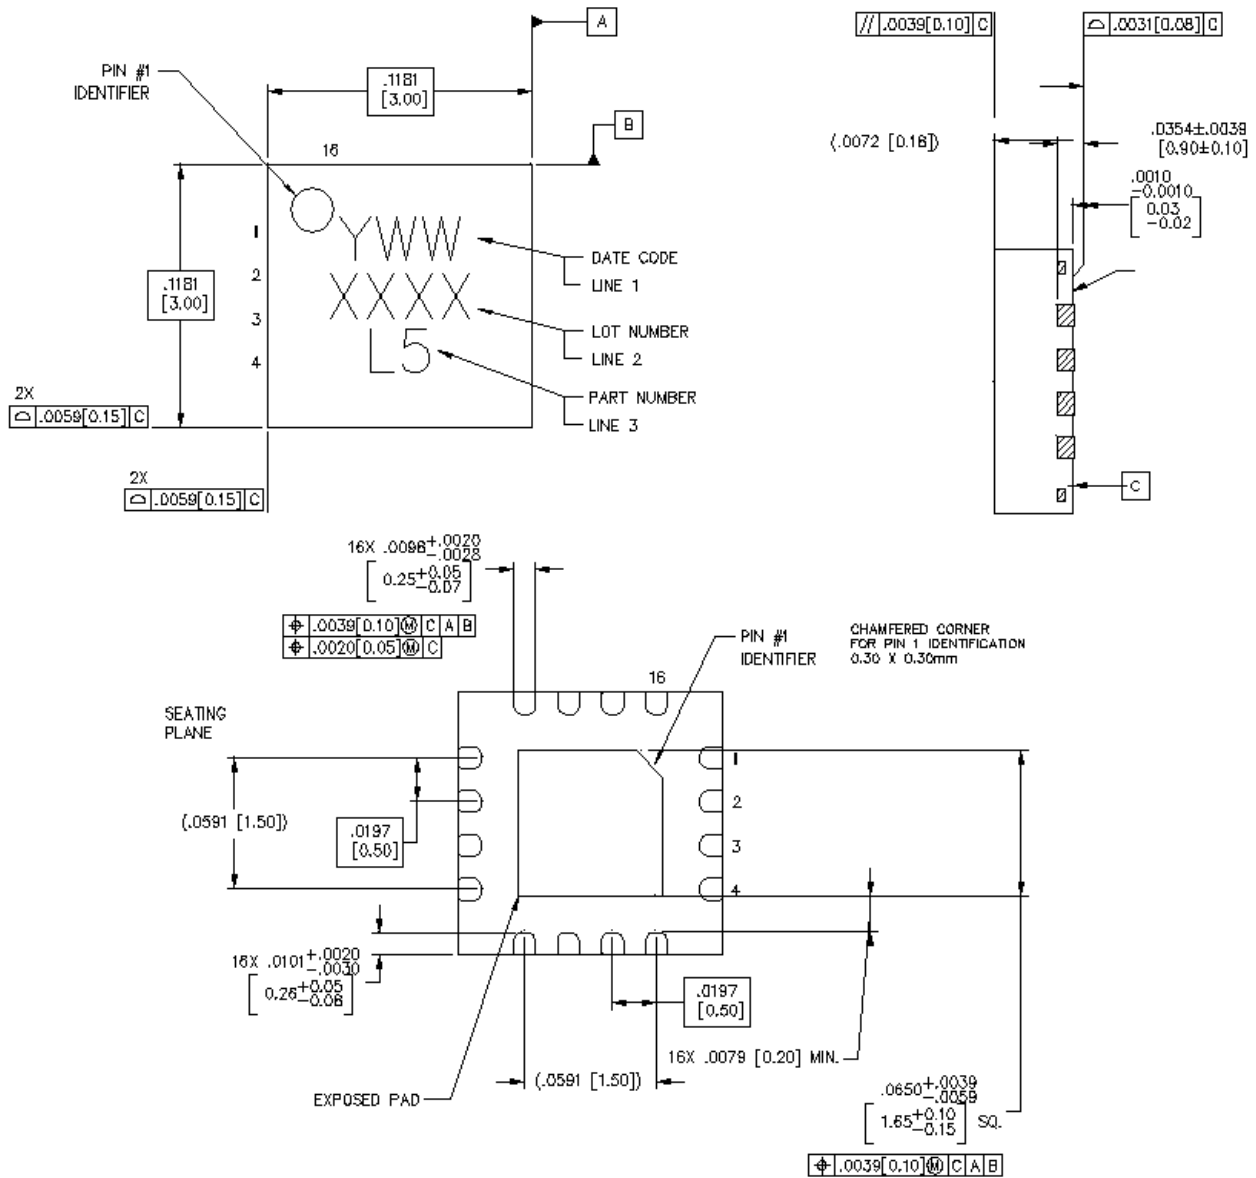 A
// .0039[0.10] C
⌓ .0031[0.08] C
PIN #1
IDENTIFIER
.1181
[3.00]
B
16
(.0072 [0.18])
.0354±.0039
[0.90±0.10]
.0010
-0.0010
0.03
-0.02
1
2
3
4
YWW
XXXX
L5
DATE CODE
LINE 1
LOT NUMBER
LINE 2
PART NUMBER
LINE 3
.1181
[3.00]
2X
⌓ .0059[0.15] C
2X
⌓ .0059[0.15] C
C
16X .0096+.0020
-.0028
[0.25+0.05
-0.07]
⌖ .0039[0.10]Ⓜ C A B
⌖ .0020[0.05]Ⓜ C
PIN #1
IDENTIFIER
CHAMFERED CORNER
FOR PIN 1 IDENTIFICATION
0.30 X 0.30mm
16
SEATING
PLANE
1
2
3
4
(.0591 [1.50])
.0197
[0.50]
16X .0101+.0020
-.0030
[0.26+0.05
-0.08]
.0197
[0.50]
16X .0079 [0.20] MIN.
(.0591 [1.50])
EXPOSED PAD
.0650+.0039
-.0059
[1.65+0.10
-0.15] SQ.
⌖ .0039[0.10]Ⓜ C A B